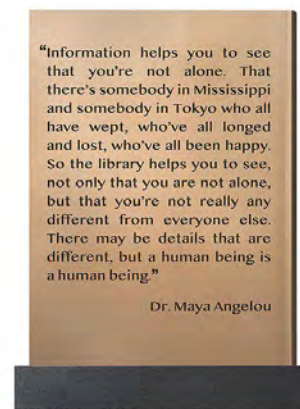 “Information helps you to see
that you’re not alone. That
there’s somebody in Mississippi
and somebody in Tokyo who all
have wept, who’ve all longed
and lost, who’ve all been happy.
So the library helps you to see,
not only that you are not alone,
but that you’re not really any
different from everyone else.
There may be details that are
different, but a human being is
a human being.”
Dr. Maya Angelou